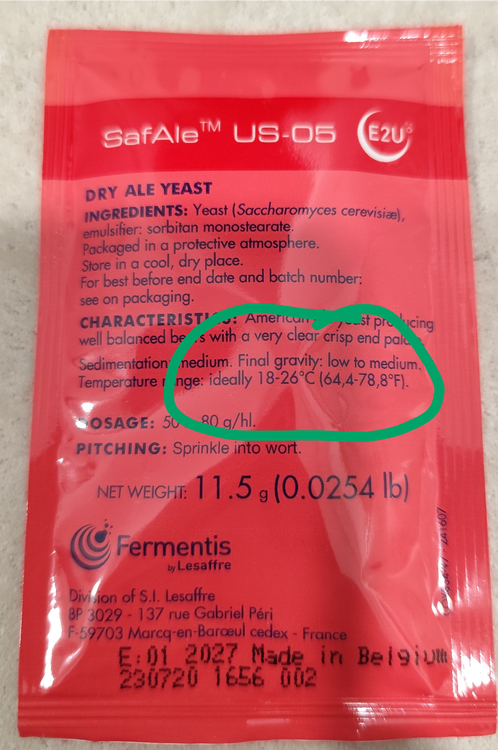 SafAle™ US-05 E2U®
DRY ALE YEAST
INGREDIENTS: Yeast (Saccharomyces cerevisiæ),
emulsifier: sorbitan monostearate.
Packaged in a protective atmosphere.
Store in a cool, dry place.
For best before end date and batch number:
see on packaging.
CHARACTERISTICS: American producing
well balanced with a very clear crisp end
Sedimentation: medium. Final gravity: low to medium.
Temperature range: ideally 18-26°C (64,4-78,8°F).
DOSAGE: 80 g/hl.
PITCHING: Sprinkle into wort.
NET WEIGHT: 11.5 g (0.0254 lb)
Fermentis
by Lesaffre
Division of S.I. Lesaffre
BP 3029 - 137 rue Gabriel Péri
F-59703 Marcq-en-Barœul cedex - France
E:01 2027 Made in Belgium
230720 1656 002